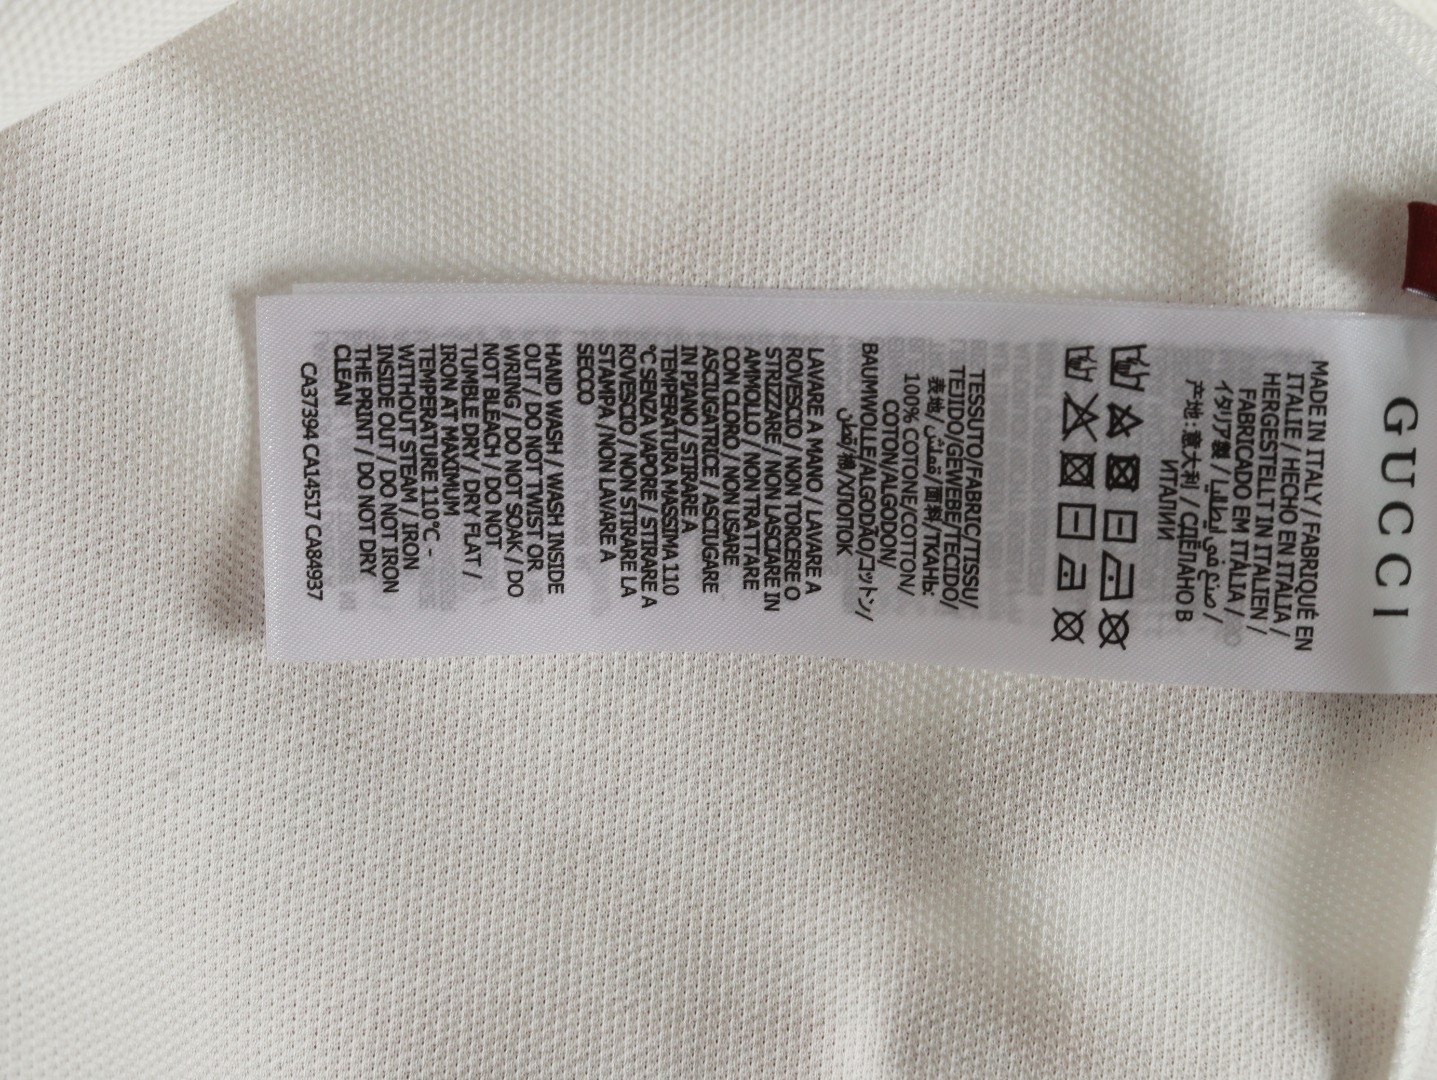 GUCCI
MADE IN ITALY / FABRIQUÉ EN
ITALIE / HECHO EN ITALIA /
HERGESTELLT IN ITALIEN /
FABRICADO EM ITÁLIA /
イタリア製 / صنع في إيطاليا /
产地: 意大利 / СДЕЛАНО В
ИТАЛИИ
TESSUTO/FABRIC/TISSU/
TEJIDO/GEWEBE/TECIDO/
表地/قماش/面料/ТКАНЬ:
100% COTONE/COTTON/
COTON/ALGODON/
BAUMWOLLE/ALGODÃO/コットン/
قطن/棉/ХЛОПОК
LAVARE A MANO / LAVARE A
ROVESCIO / NON TORCERE O
STRIZZARE / NON LASCIARE IN
AMMOLLO / NON TRATTARE
CON CLORO / NON USARE
ASCIUGATRICE / ASCIUGARE
IN PIANO / STIRARE A
TEMPERATURA MASSIMA 110
°C SENZA VAPORE / STIRARE A
ROVESCIO / NON STIRARE LA
STAMPA / NON LAVARE A
SECCO
HAND WASH / WASH INSIDE
OUT / DO NOT TWIST OR
WRING / DO NOT SOAK / DO
NOT BLEACH / DO NOT
TUMBLE DRY / DRY FLAT /
IRON AT MAXIMUM
TEMPERATURE 110°C -
WITHOUT STEAM / IRON
INSIDE OUT / DO NOT IRON
THE PRINT / DO NOT DRY
CLEAN
CA37394 CA14517 CA84937